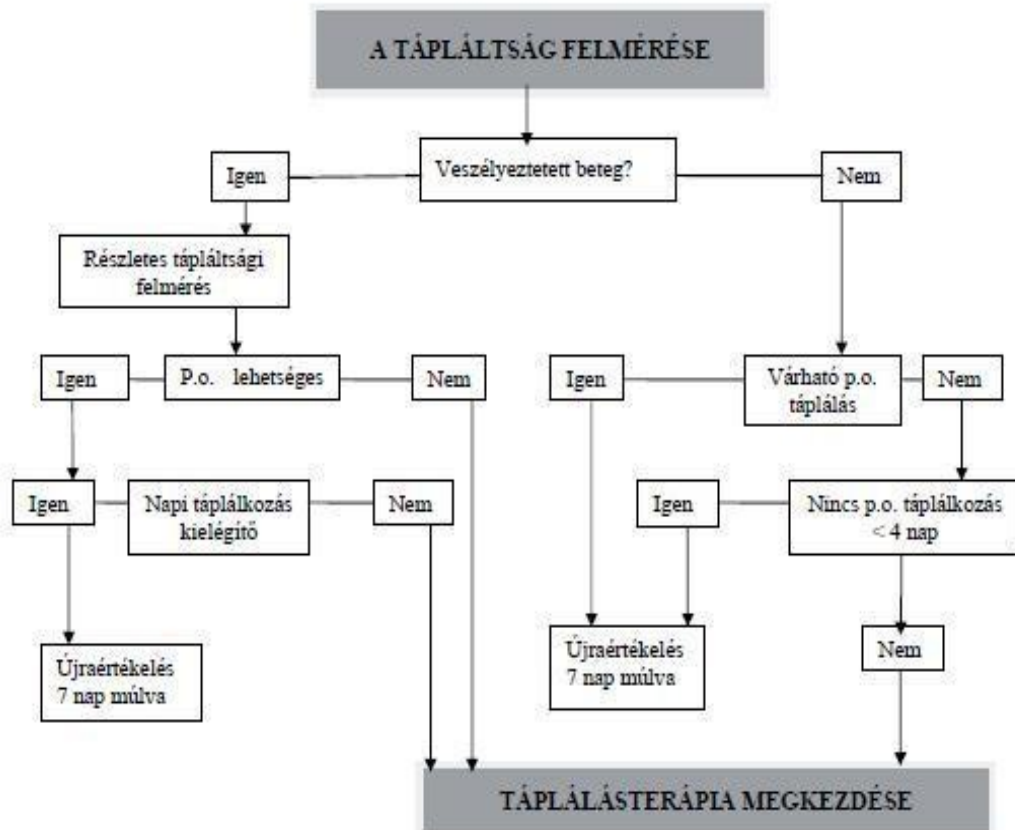 A TÁPLÁLTSÁG FELMÉRÉSE
Igen
Veszélyeztetett beteg?
Nem
Részletes tápláltsági
felmérés
Igen
P.o. lehetséges
Nem
Igen
Várható p.o.
táplálás
Nem
Igen
Napi táplálkozás
kielégítő
Nem
Igen
Nincs p.o. táplálkozás
< 4 nap
Újraértékelés
7 nap múlva
Újraértékelés
7 nap múlva
Nem
TÁPLÁLÁSTERÁPIA MEGKEZDÉSE